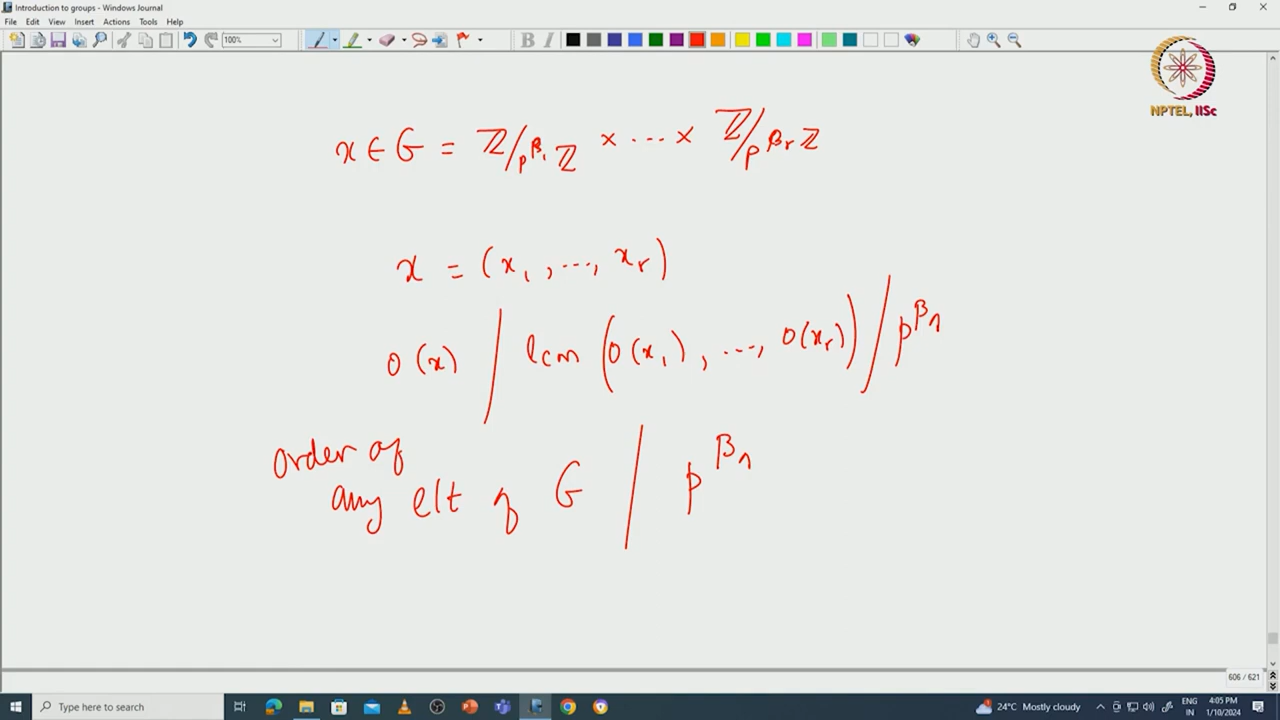 Introduction to groups - Windows Journal
File Edit View Insert Actions Tools Help
100%
NPTEL, IISc
x ∈ G = ℤ/p^β₁ℤ × ... × ℤ/p^βᵣℤ
x = (x₁, ..., xᵣ)
o(x) / lcm (o(x₁), ..., o(xᵣ)) / p^β₁
order of
any elt of G / p^β₁
606 / 621
Type here to search
24°C Mostly cloudy
ENG
IN
4:05 PM
1/10/2024